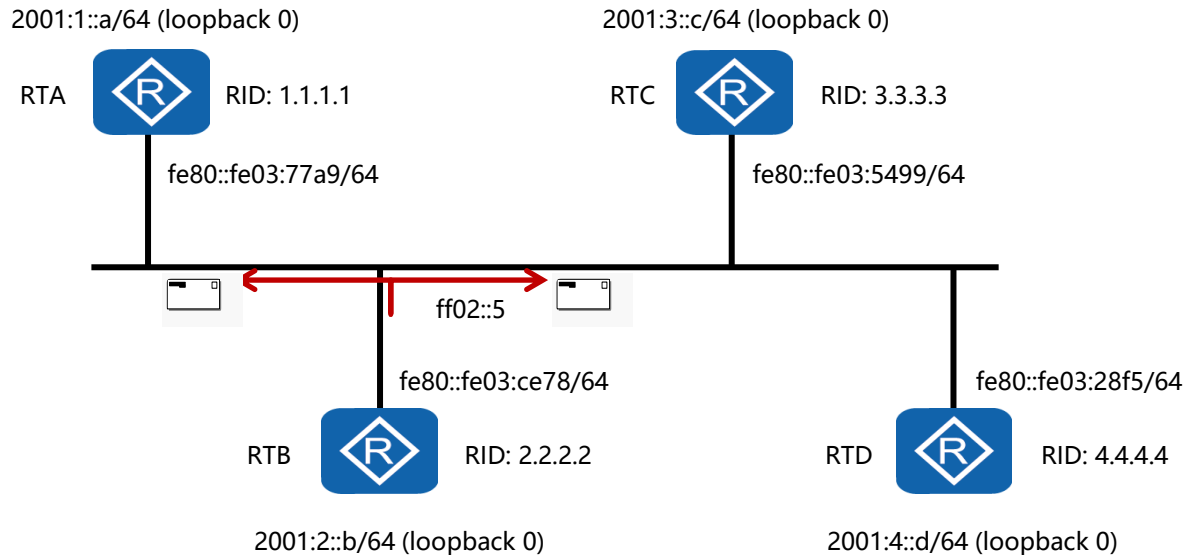 2001:1::a/64 (loopback 0)
2001:3::c/64 (loopback 0)
RTA
R
RID: 1.1.1.1
RTC
R
RID: 3.3.3.3
fe80::fe03:77a9/64
fe80::fe03:5499/64
ff02::5
fe80::fe03:ce78/64
fe80::fe03:28f5/64
RTB
R
RID: 2.2.2.2
RTD
R
RID: 4.4.4.4
2001:2::b/64 (loopback 0)
2001:4::d/64 (loopback 0)